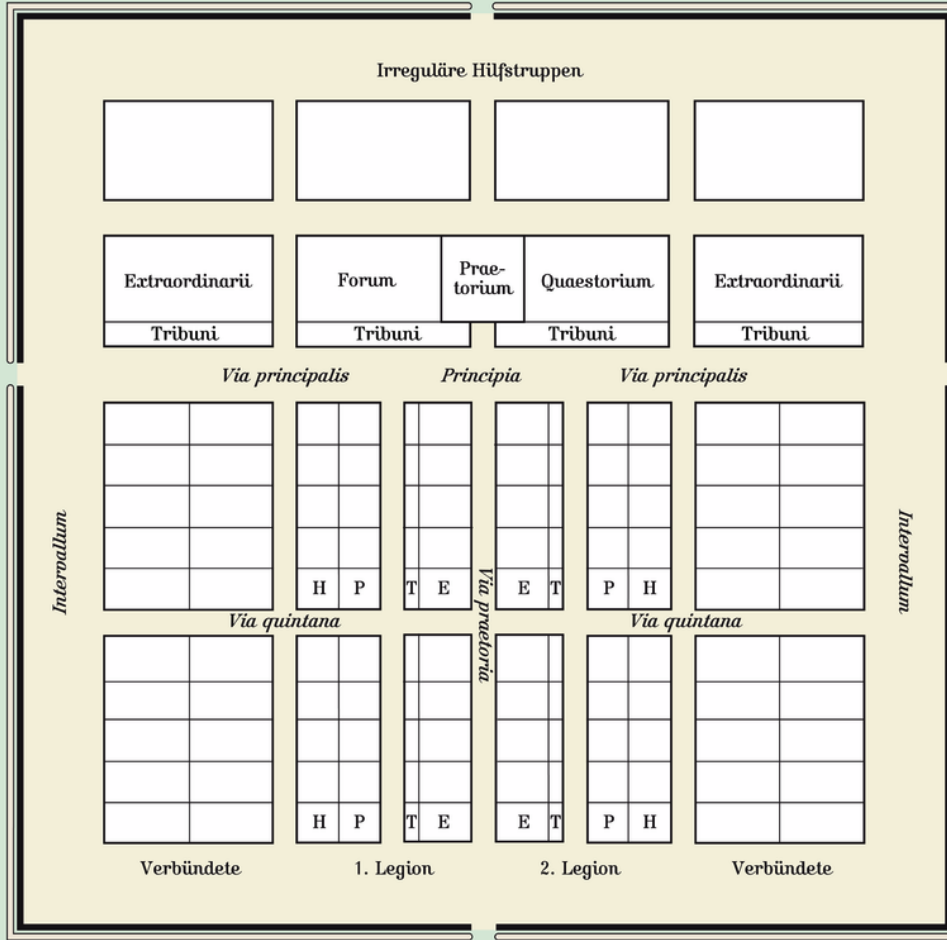 Irreguläre Hilfstruppen
Extraordinarii
Forum
Prae-
torium
Quaestorium
Extraordinarii
Tribuni
Tribuni
Tribuni
Tribuni
Via principalis
Principia
Via principalis
Intervallum
Intervallum
H P T E E T P H
Via quintana
Via praetoria
Via quintana
H P T E E T P H
Verbündete
1. Legion
2. Legion
Verbündete